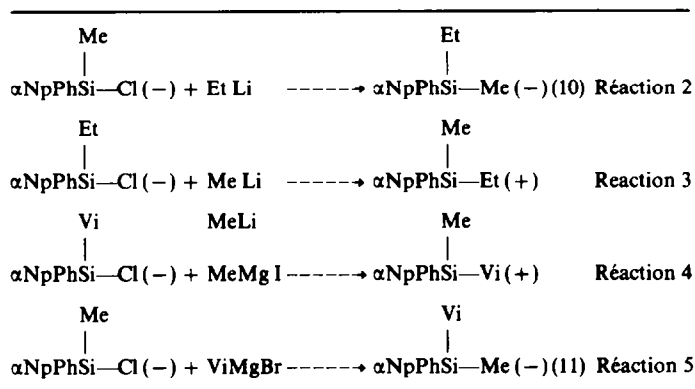 Me Et
αNpPhSi—Cl(−) + Et Li ------→ αNpPhSi—Me(−)(10) Réaction 2
Et Me
αNpPhSi—Cl(−) + Me Li ------→ αNpPhSi—Et(+) Reaction 3
Vi MeLi Me
αNpPhSi—Cl(−) + MeMg I ------→ αNpPhSi—Vi(+) Réaction 4
Me Vi
αNpPhSi—Cl(−) + ViMgBr ------→ αNpPhSi—Me(−)(11) Réaction 5